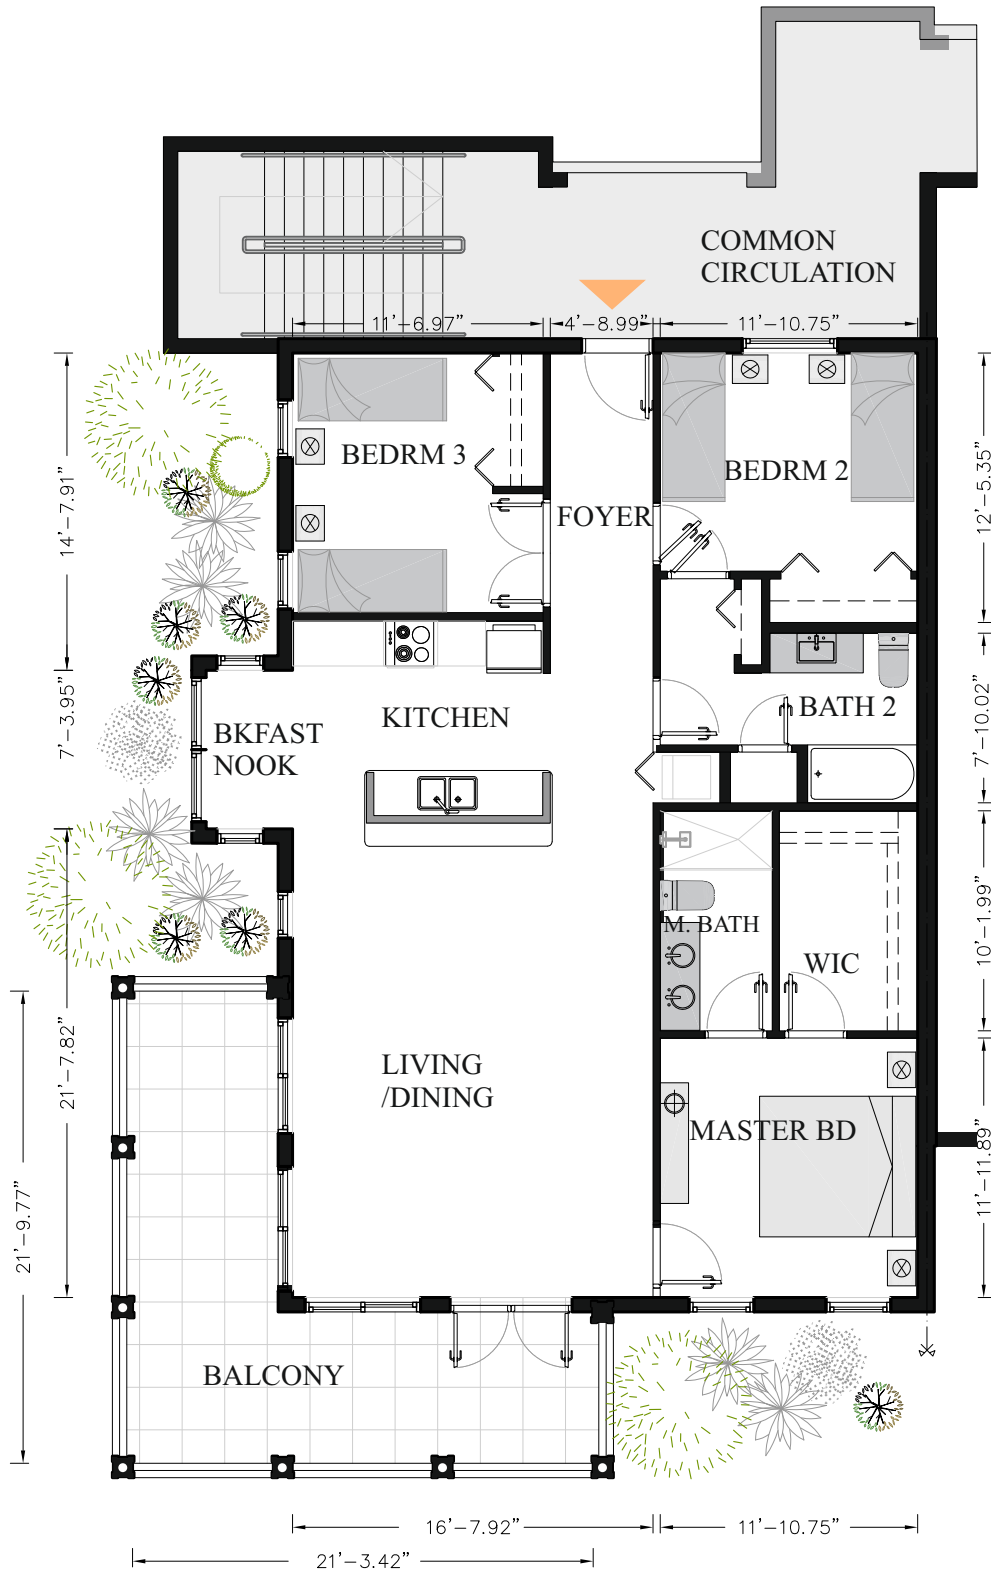 COMMON
CIRCULATION
11’–6.97”
4’–8.99”
11’–10.75”
BEDRM 3
BEDRM 2
FOYER
14’–7.91”
12’–5.35”
7’–3.95”
BKFAST
NOOK
KITCHEN
BATH 2
7’–10.02”
M. BATH
WIC
10’–1.99”
21’–7.82”
LIVING
/DINING
MASTER BD
11’–11.89”
21’–9.77”
BALCONY
16’–7.92”
11’–10.75”
21’–3.42”